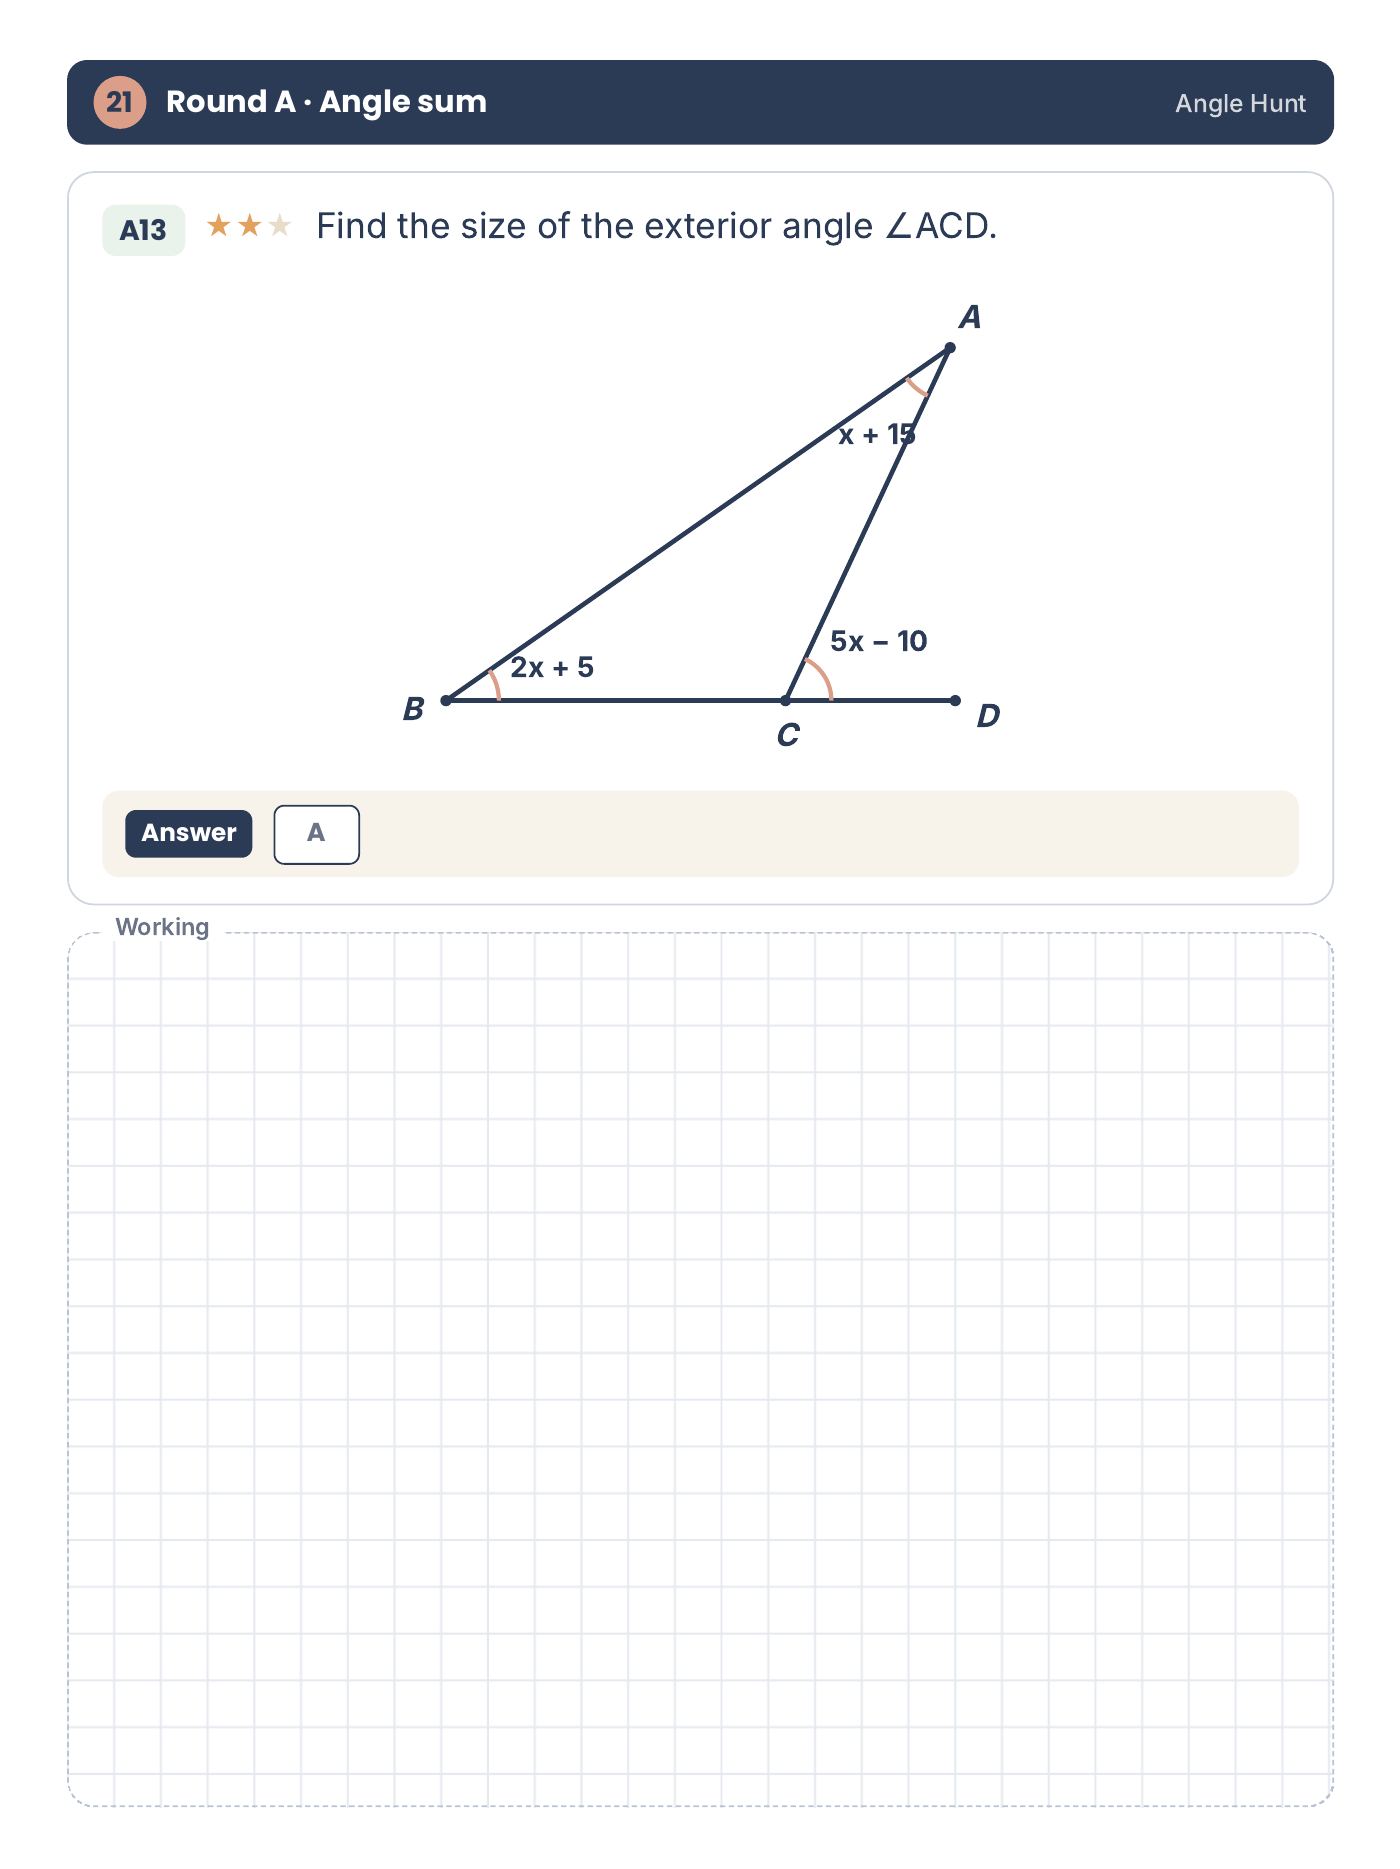 21 Round A · Angle sum Angle Hunt
A13 ★★★ Find the size of the exterior angle ∠ACD.
A
x + 15
5x − 10
2x + 5
B
D
C
Answer A
Working